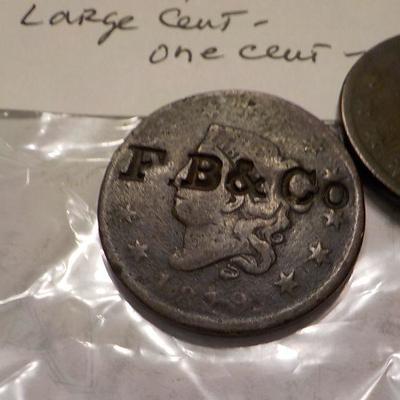 Large Cent -
one cent -
F.B&Co